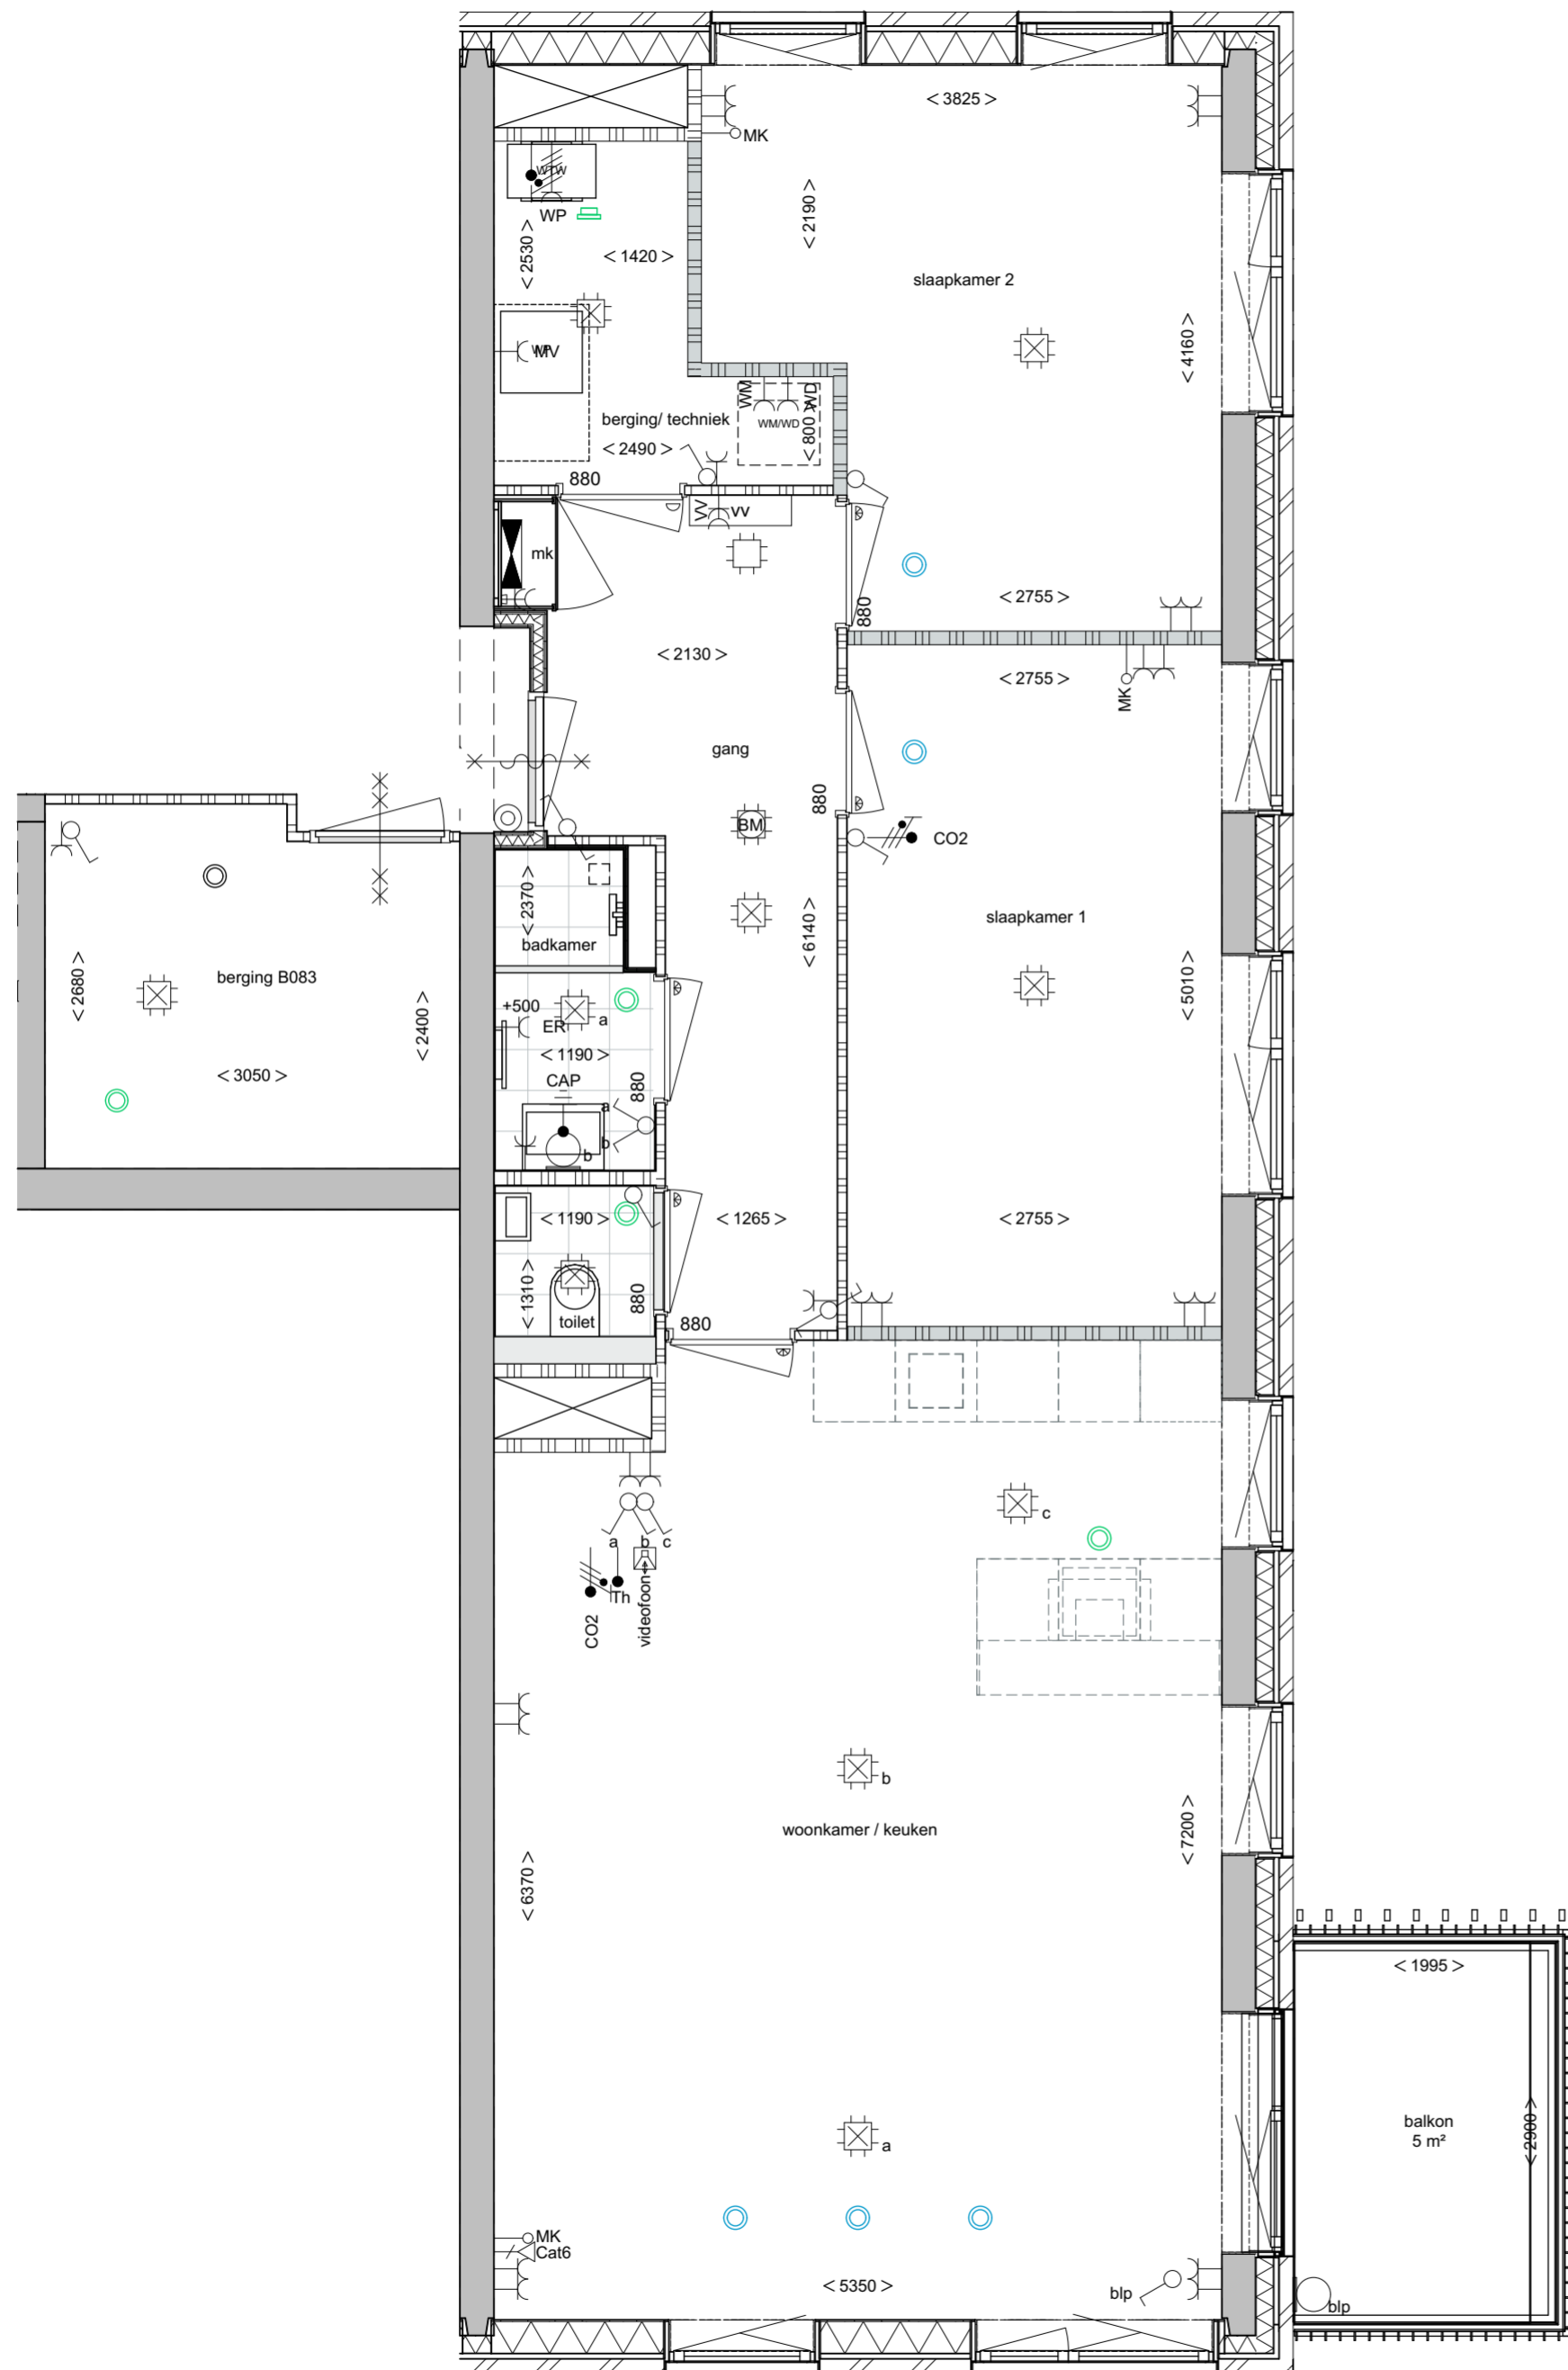 < 3825 >
MK
WTW
WP
< 2530 >
< 1420 >
< 2190 >
slaapkamer 2
< 4160 >
MV
berging/ techniek
WM
WD
WM/WD
< 800 >
< 2490 >
880
VV
vv
mk
880
< 2755 >
< 2130 >
< 2755 >
MK
gang
880
BM
CO2
< 2370 >
badkamer
< 6140 >
slaapkamer 1
berging B083
< 2680 >
< 2400 >
< 3050 >
+500
ER
a
< 1190 >
CAP
880
a
b
b
< 5010 >
< 1190 >
< 1265 >
< 2755 >
< 1310 >
880
toilet
880
c
a
b
c
Th
CO2
videofoon
b
woonkamer / keuken
< 7200 >
< 6370 >
< 1995 >
balkon
5 m²
< 2900 >
a
MK
Cat6
< 5350 >
blp
blp